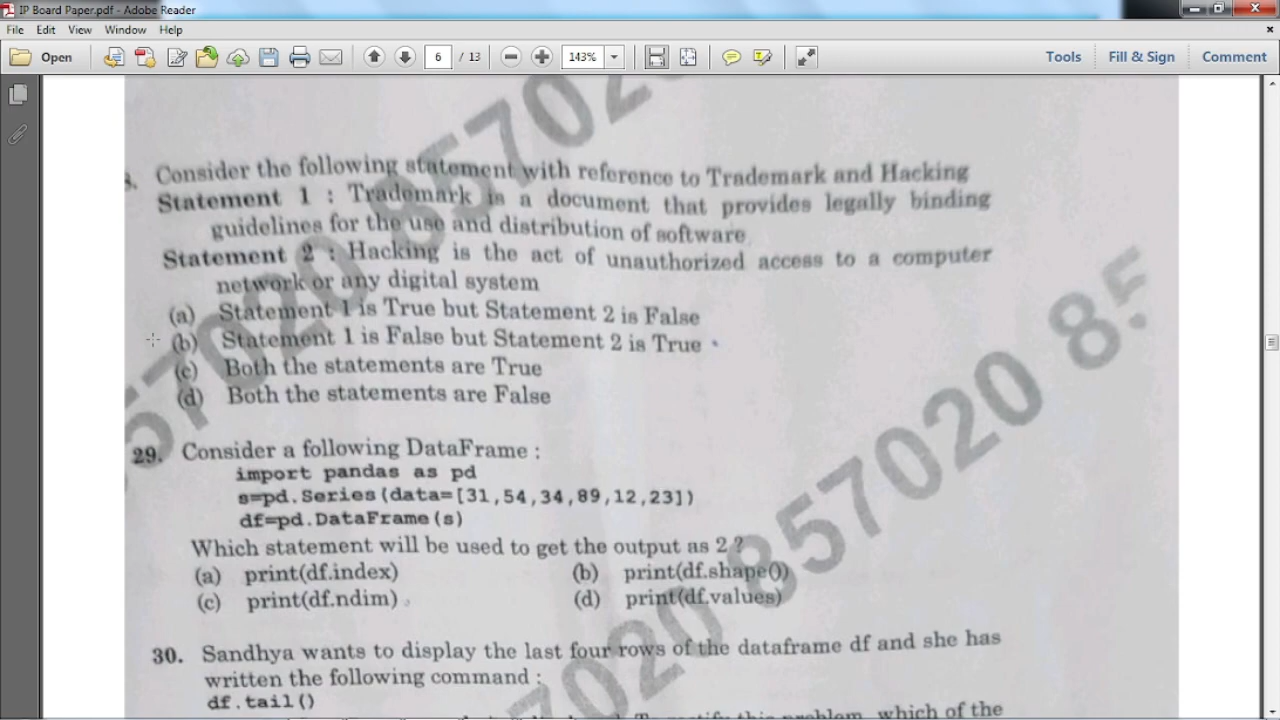 IP Board Paper.pdf - Adobe Reader
File Edit View Window Help
Open 6 / 13 143% Tools Fill & Sign Comment
857020
Consider the following statement with reference to Trademark and Hacking
Statement 1 : Trademark is a document that provides legally binding
guidelines for the use and distribution of software
Statement 2 : Hacking is the act of unauthorized access to a computer
network or any digital system
(a) Statement 1 is True but Statement 2 is False
(b) Statement 1 is False but Statement 2 is True
(c) Both the statements are True
(d) Both the statements are False
29. Consider a following DataFrame :
import pandas as pd
s=pd.Series(data=[31,54,34,89,12,23])
df=pd.DataFrame(s)
Which statement will be used to get the output as 2 ?
(a) print(df.index) (b) print(df.shape())
(c) print(df.ndim) (d) print(df.values)
857020 857020 85
30. Sandhya wants to display the last four rows of the dataframe df and she has
written the following command :
df.tail()
which of the